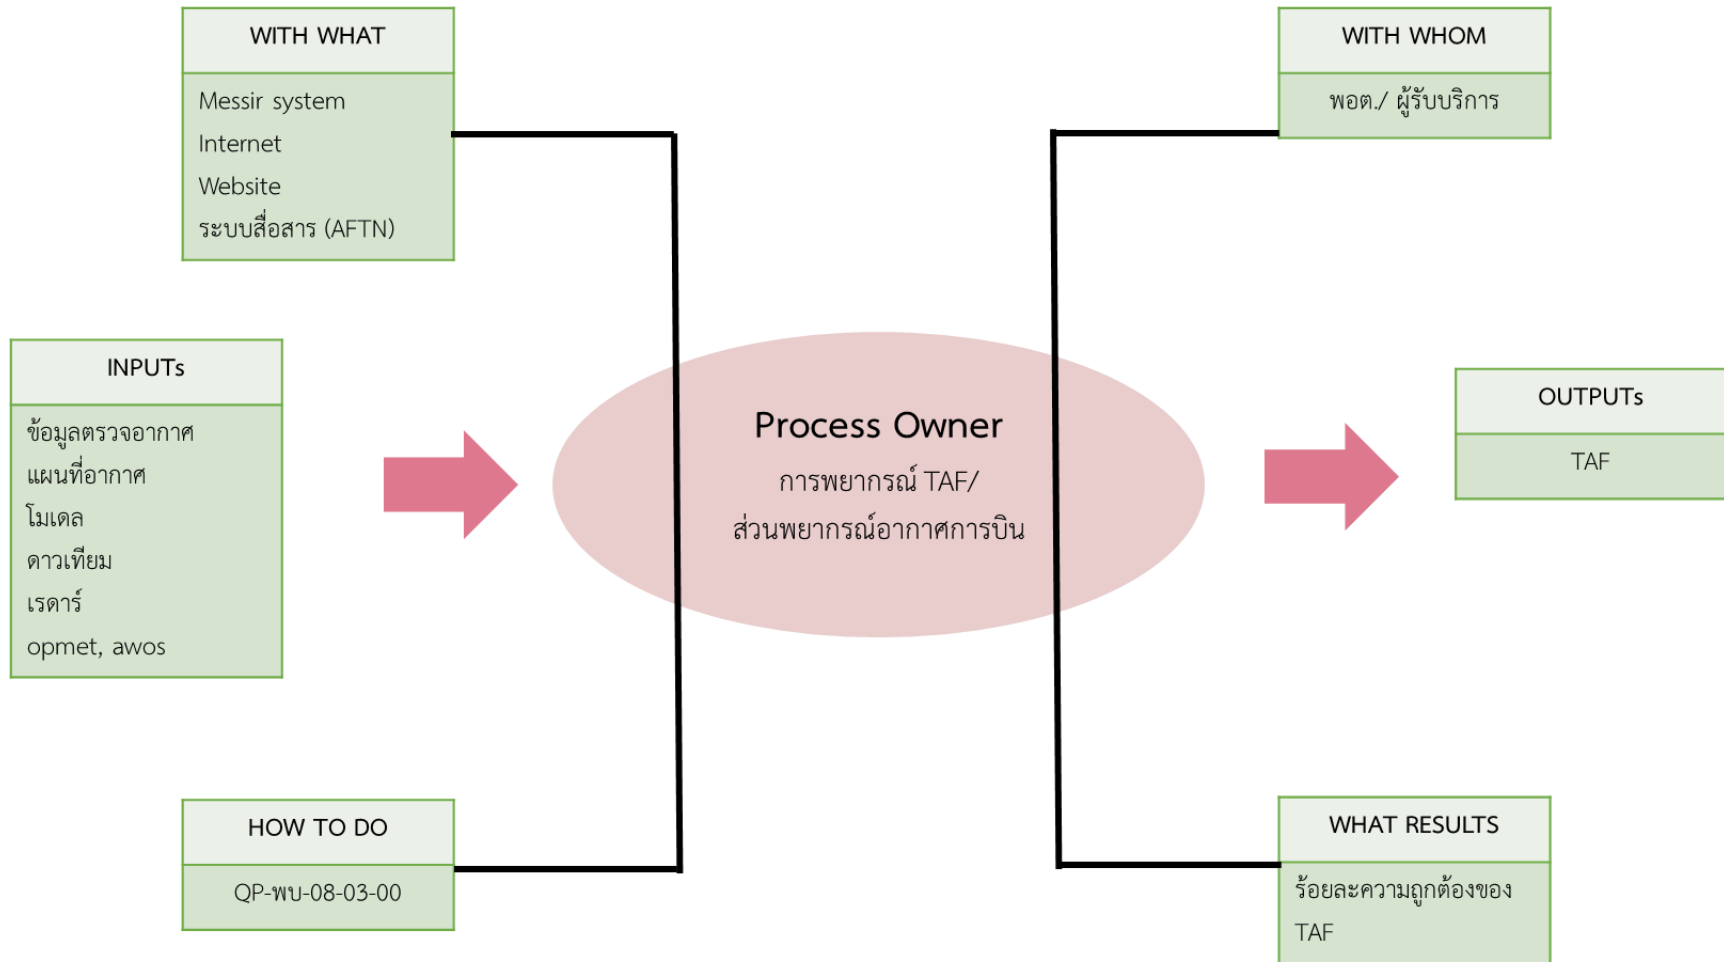 WITH WHAT
Messir system
Internet
Website
ระบบสื่อสาร (AFTN)
WITH WHOM
พอต./ ผู้รับบริการ
INPUTs
ข้อมูลตรวจอากาศ
แผนที่อากาศ
โมเดล
ดาวเทียม
เรดาร์
opmet, awos
Process Owner
การพยากรณ์ TAF/
ส่วนพยากรณ์อากาศการบิน
OUTPUTs
TAF
HOW TO DO
QP-พบ-08-03-00
WHAT RESULTS
ร้อยละความถูกต้องของ
TAF